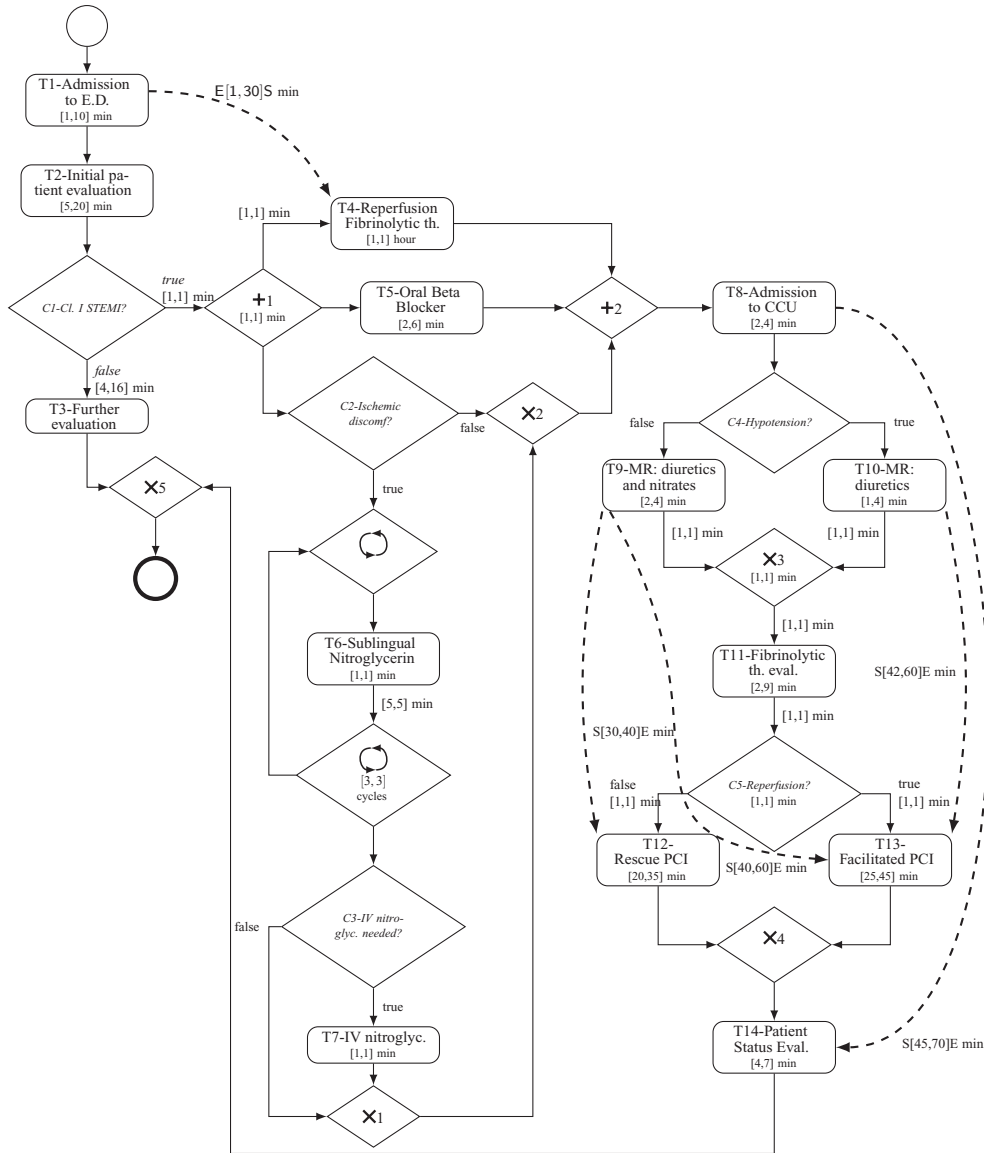 T1-Admission
to E.D.
[1,10] min
E[1,30]S min
T2-Initial pa-
tient evaluation
[5,20] min
C1-Cl. I STEMI?
true
[1,1] min
false
[4,16] min
T3-Further
evaluation
×5
+1
[1,1] min
[1,1] min
T4-Reperfusion
Fibrinolytic th.
[1,1] hour
T5-Oral Beta
Blocker
[2,6] min
C2-Ischemic
discomf?
false
×2
+2
true
T6-Sublingual
Nitroglycerin
[1,1] min
[5,5] min
[3,3]
cycles
C3-IV nitro-
glyc. needed?
false
true
T7-IV nitroglyc.
[1,1] min
×1
T8-Admission
to CCU
[2,4] min
C4-Hypotension?
false
true
T9-MR: diuretics
and nitrates
[2,4] min
T10-MR:
diuretics
[1,4] min
[1,1] min
[1,1] min
×3
[1,1] min
[1,1] min
T11-Fibrinolytic
th. eval.
[2,9] min
S[42,60]E min
[1,1] min
S[30,40]E min
C5-Reperfusion?
[1,1] min
false
[1,1] min
true
[1,1] min
T12-
Rescue PCI
[20,35] min
S[40,60]E min
T13-
Facilitated PCI
[25,45] min
×4
T14-Patient
Status Eval.
[4,7] min
S[45,70]E min